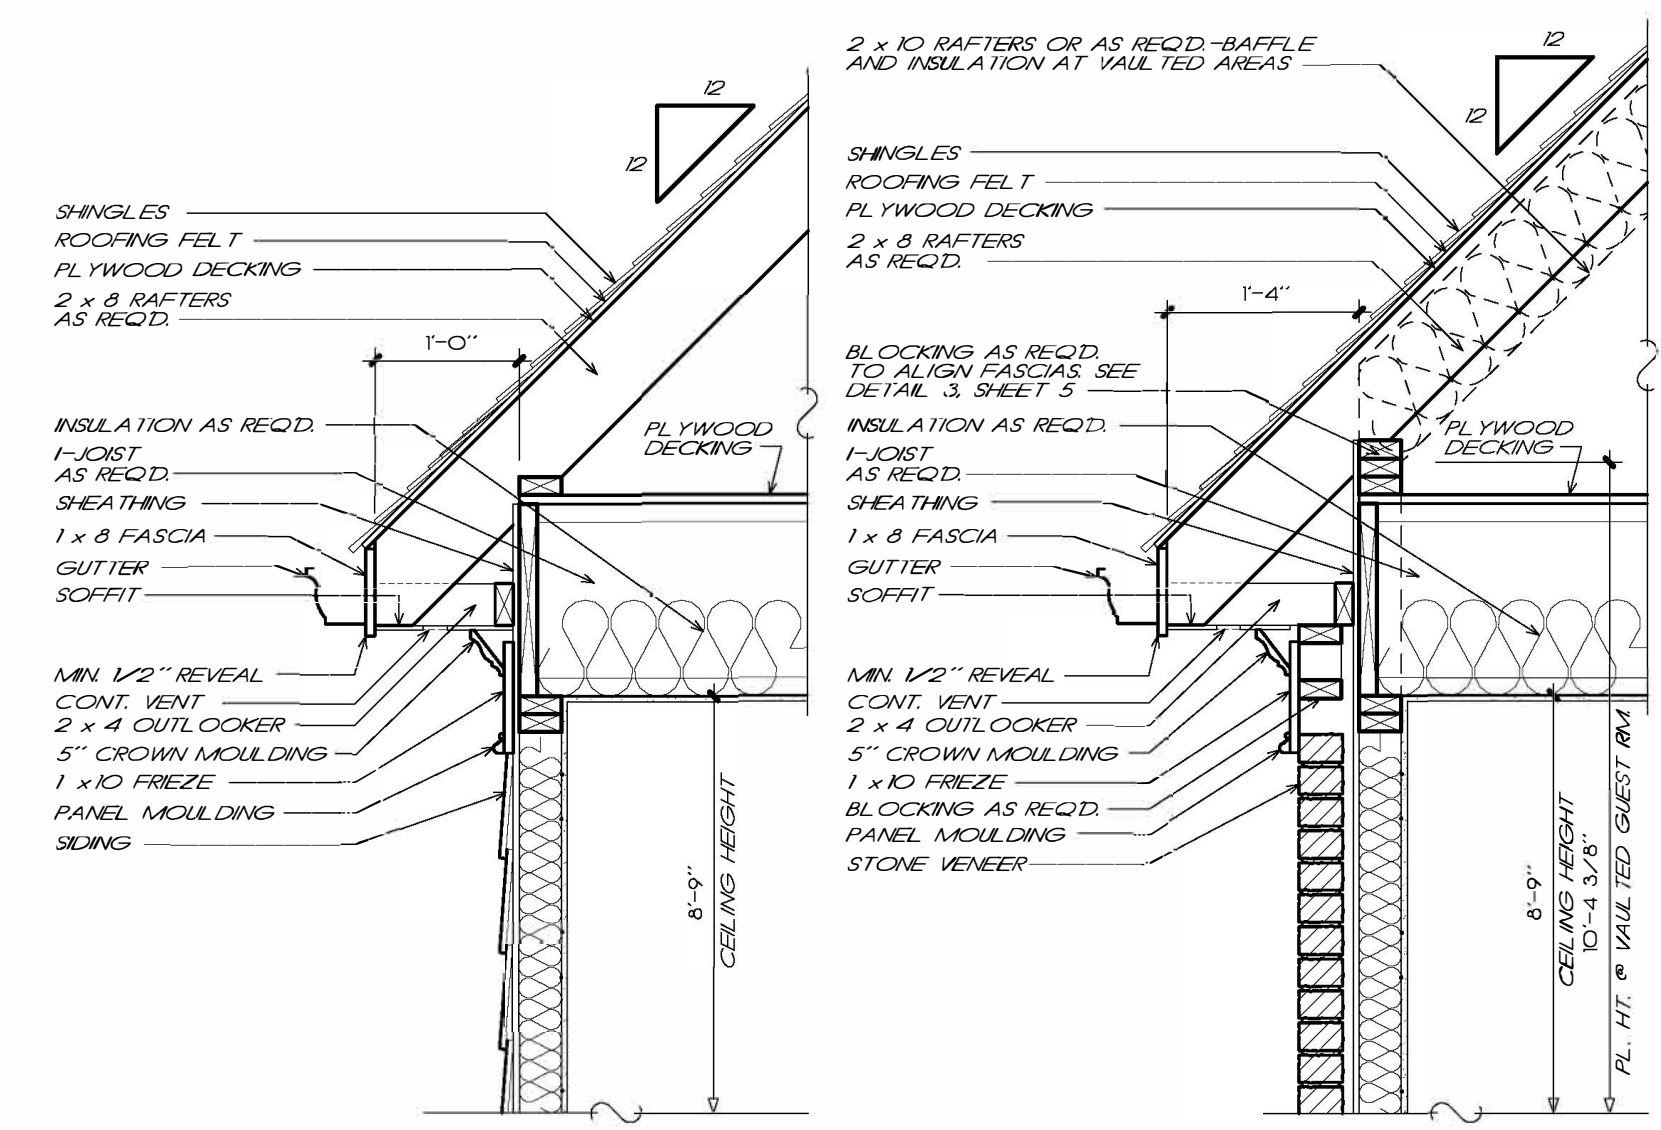 12
12
SHINGLES
ROOFING FELT
PLYWOOD DECKING
2 x 8 RAFTERS
AS REQ'D.
1'-0"
INSULATION AS REQ'D.
PLYWOOD
DECKING
I-JOIST
AS REQ'D.
SHEATHING
1 x 8 FASCIA
GUTTER
SOFFIT
MIN. 1/2" REVEAL
CONT. VENT
2 x 4 OUTLOOKER
5" CROWN MOULDING
1 x10 FRIEZE
PANEL MOULDING
SIDING
8'-9"
CEILING HEIGHT
2 x 10 RAFTERS OR AS REQ'D.-BAFFLE
AND INSULATION AT VAULTED AREAS
12
12
SHINGLES
ROOFING FELT
PLYWOOD DECKING
2 x 8 RAFTERS
AS REQ'D.
1'-4"
BLOCKING AS REQ'D.
TO ALIGN FASCIAS. SEE
DETAIL 3, SHEET 5
INSULATION AS REQ'D.
PLYWOOD
DECKING
I-JOIST
AS REQ'D.
SHEATHING
1 x 8 FASCIA
GUTTER
SOFFIT
MIN. 1/2" REVEAL
CONT. VENT
2 x 4 OUTLOOKER
5" CROWN MOULDING
1 x10 FRIEZE
BLOCKING AS REQ'D.
PANEL MOULDING
STONE VENEER
8'-9"
CEILING HEIGHT
10'-4 3/8"
PL. HT. @ VAULTED GUEST RM.